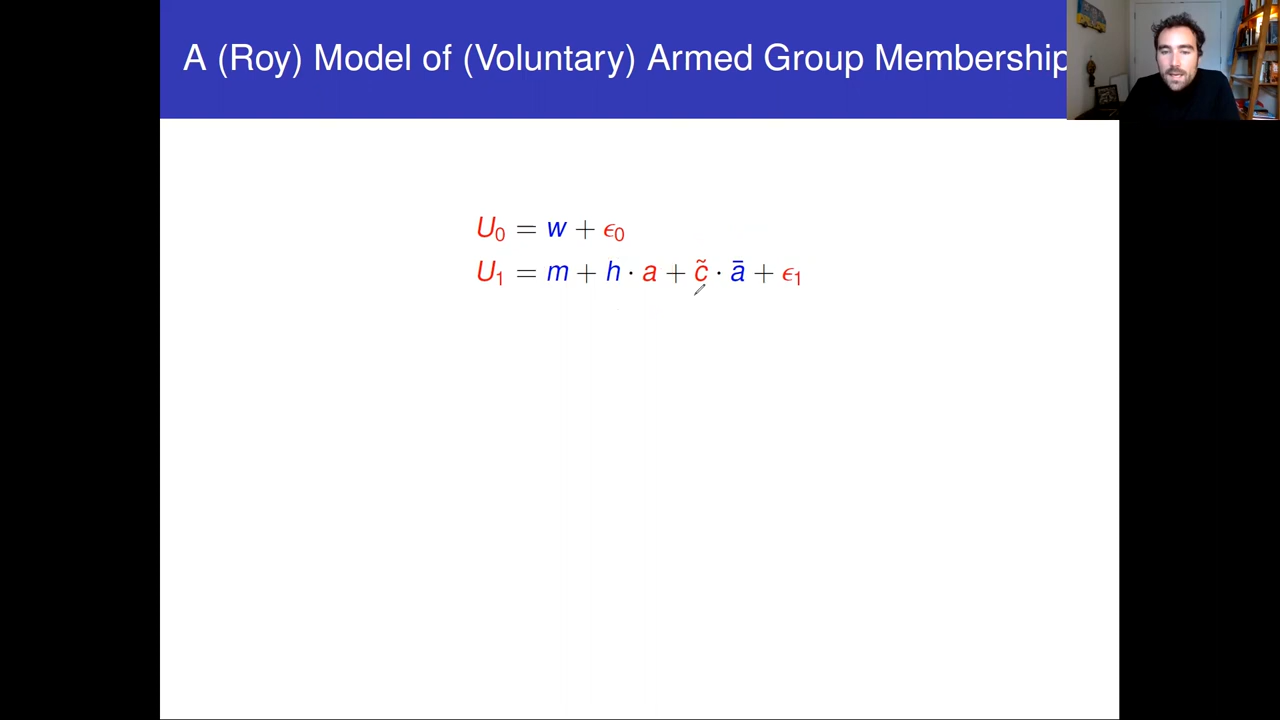 A (Roy) Model of (Voluntary) Armed Group Membership
U₀ = w + ϵ₀
U₁ = m + h · a + c̃ · ā + ϵ₁